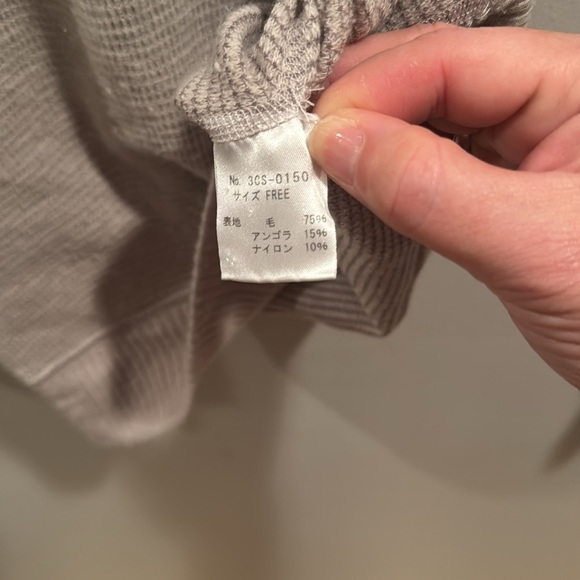 No. 3CS-0150
サイズ FREE
表地 毛 75%
アンゴラ 15%
ナイロン 10%